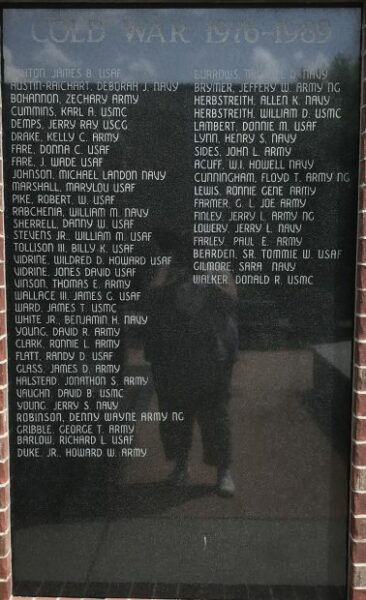 COLD WAR 1976-1989
JAMES B. USAF
AUSTIN-RAICHART, DEBORAH J. NAVY
BOHANNON, ZECHARY ARMY
CUMMINS, KARL A. USMC
DEMPS, JERRY RAY USCG
DRAKE, KELLY C. ARMY
FARE, DONNA C. USAF
FARE, J. WADE USAF
JOHNSON, MICHAEL LANDON NAVY
MARSHALL, MARYLOU USAF
PIKE, ROBERT W. USAF
RABCHENIA, WILLIAM M. NAVY
SHERRELL, DANNY W. USAF
STEVENS JR., WILLIAM M. USAF
TOLLISON III, BILLY K. USAF
VIDRINE, WILDRED D. HOWARD USAF
VIDRINE, JONES DAVID USAF
VINSON, THOMAS E. ARMY
WALLACE III, JAMES G. USAF
WARD, JAMES T. USMC
WHITE JR., BENJAMIN H. NAVY
YOUNG, DAVID R. ARMY
CLARK, RONNIE L. ARMY
FLATT, RANDY D. USAF
GLASS, JAMES D. ARMY
HALSTEAD, JONATHON S. ARMY
VAUGHN, DAVID B. USMC
YOUNG, JERRY S. NAVY
ROBINSON, DENNY WAYNE ARMY NG
GRIBBLE, GEORGE T. ARMY
BARLOW, RICHARD L. USAF
DUKE, JR., HOWARD W. ARMY
NAVY
BRYMER, JEFFERY W. ARMY NG
HERBSTREITH, ALLEN K. NAVY
HERBSTREITH, WILLIAM D. USMC
LAMBERT, DONNIE M. USAF
LYNN, HENRY S. NAVY
SIDES, JOHN L. ARMY
ACUFF, W.I. HOWELL NAVY
CUNNINGHAM, FLOYD T. ARMY NG
LEWIS, RONNIE GENE ARMY
FARMER, G. L. JOE ARMY
FINLEY, JERRY L. ARMY NG
LOWERY, JERRY L. NAVY
FARLEY, PAUL E. ARMY
BEARDEN, SR. TOMMIE W. USAF
GILMORE, SARA NAVY
WALKER, DONALD R. USMC